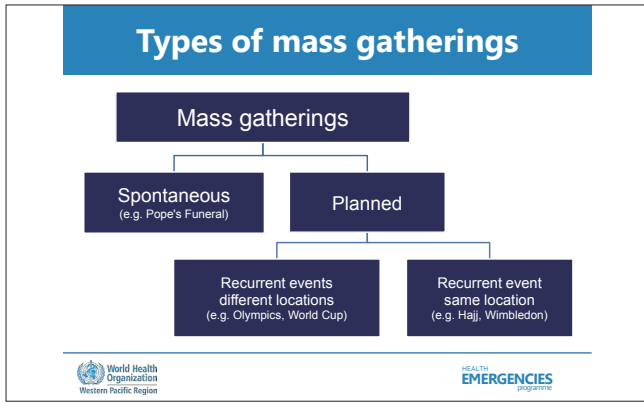 Types of mass gatherings
Mass gatherings
Spontaneous
(e.g. Pope's Funeral)
Planned
Recurrent events
different locations
(e.g. Olympics, World Cup)
Recurrent event
same location
(e.g. Hajj, Wimbledon)
World Health
Organization
Western Pacific Region
HEALTH
EMERGENCIES
programme